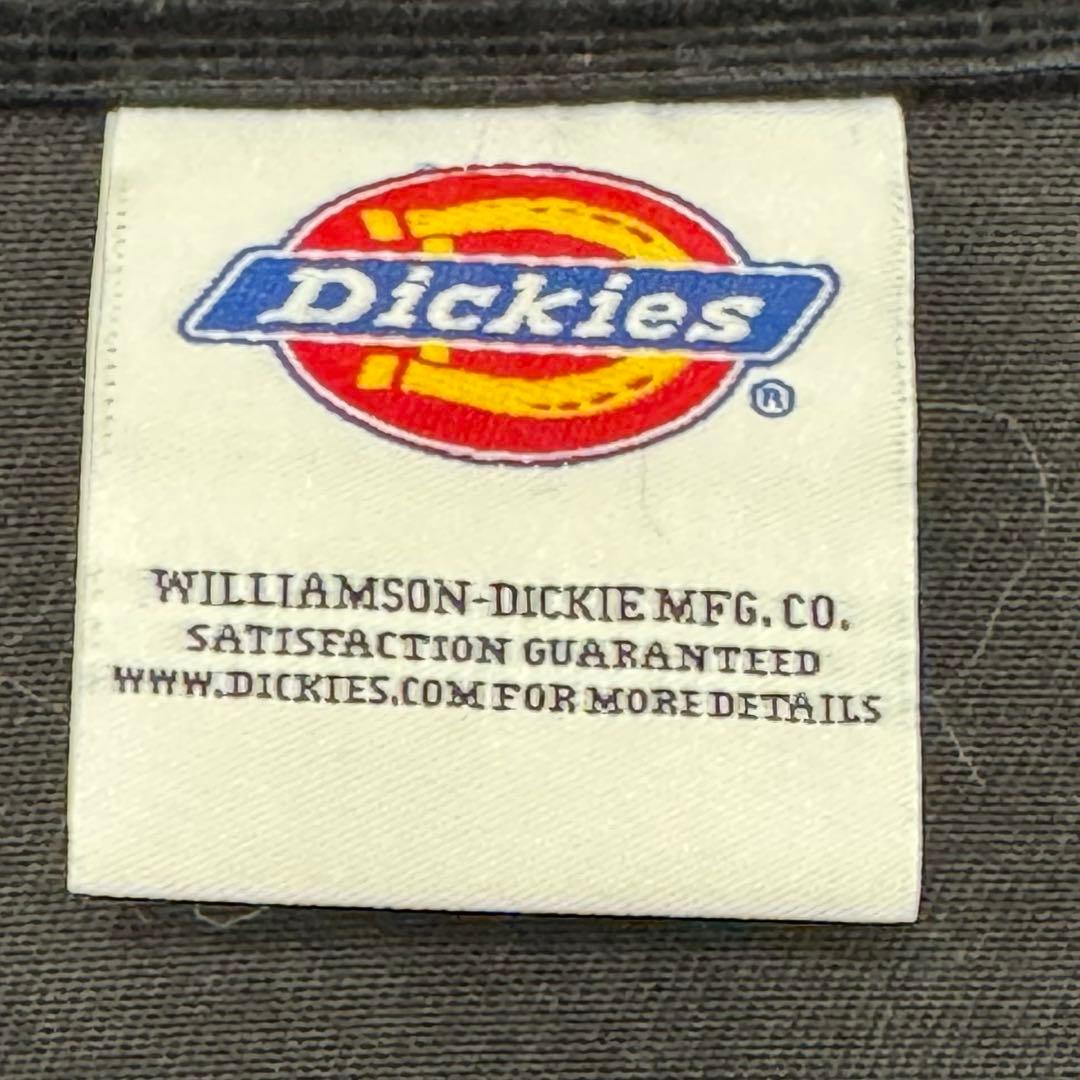 Dickies
®
WILLIAMSON-DICKIE MFG. CO.
SATISFACTION GUARANTEED
WWW.DICKIES.COM FOR MORE DETAILS